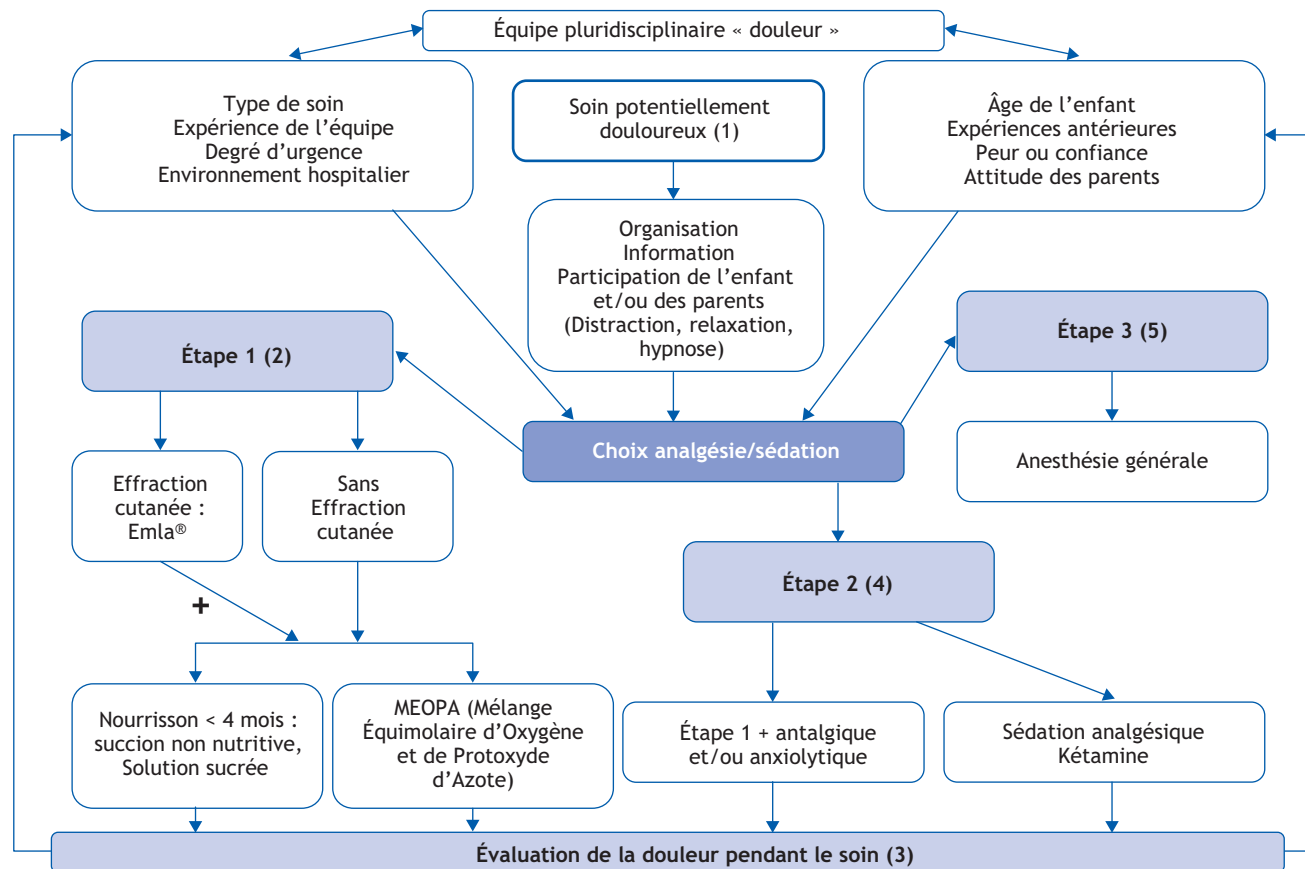 Équipe pluridisciplinaire « douleur »
Type de soin
Expérience de l’équipe
Degré d’urgence
Environnement hospitalier
Soin potentiellement
douloureux (1)
Âge de l’enfant
Expériences antérieures
Peur ou confiance
Attitude des parents
Organisation
Information
Participation de l’enfant
et/ou des parents
(Distraction, relaxation,
hypnose)
Étape 1 (2)
Étape 3 (5)
Choix analgésie/sédation
Anesthésie générale
Effraction
cutanée :
Emla®
Sans
Effraction
cutanée
Étape 2 (4)
+
Nourrisson < 4 mois :
succion non nutritive,
Solution sucrée
MEOPA (Mélange
Équimolaire d’Oxygène
et de Protoxyde
d’Azote)
Étape 1 + antalgique
et/ou anxiolytique
Sédation analgésique
Kétamine
Évaluation de la douleur pendant le soin (3)